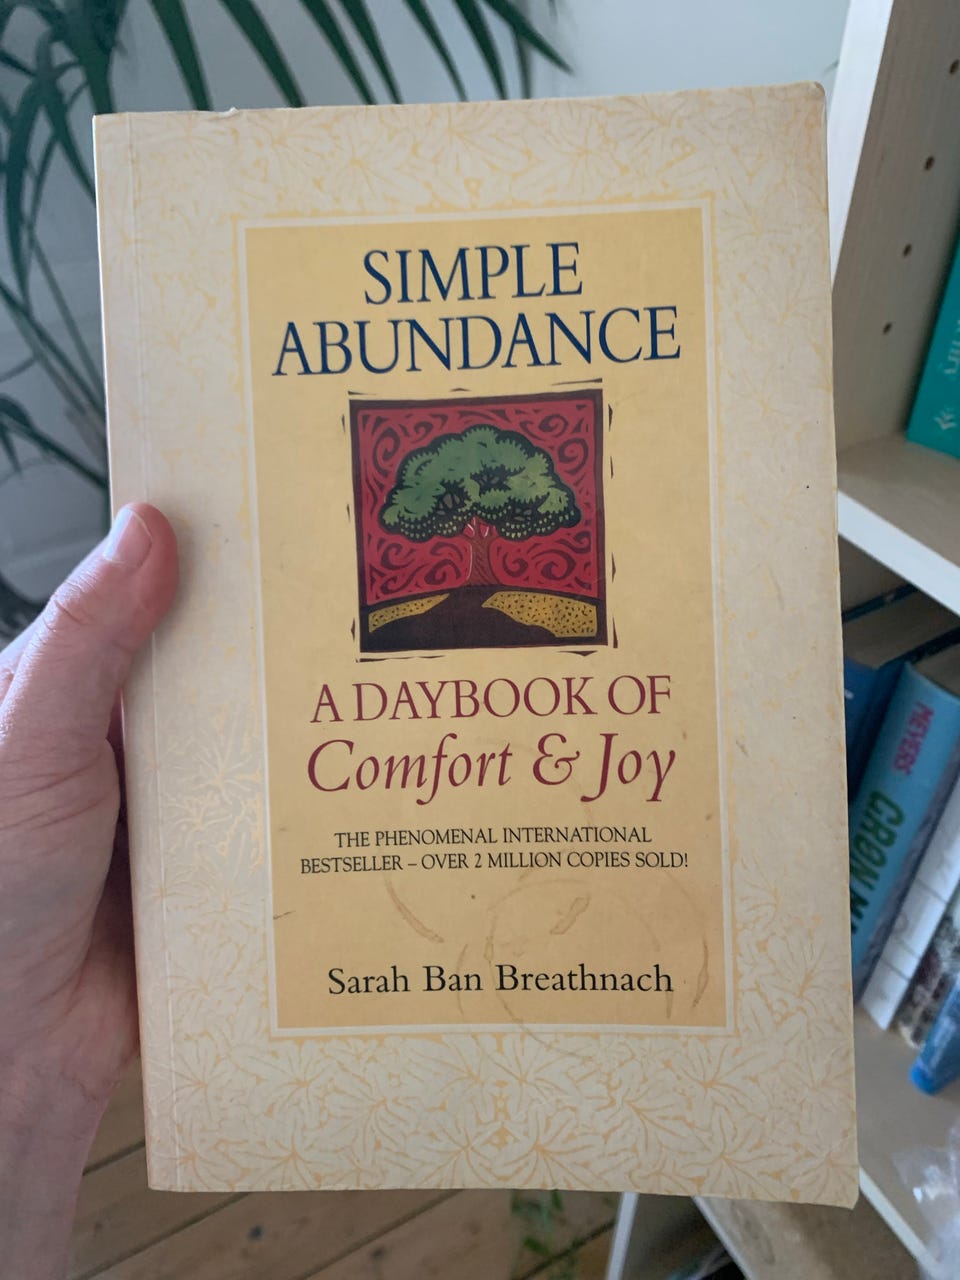 SIMPLE
ABUNDANCE
A DAYBOOK OF
Comfort & Joy
THE PHENOMENAL INTERNATIONAL
BESTSELLER – OVER 2 MILLION COPIES SOLD!
Sarah Ban Breathnach
MEYERS
GRØN